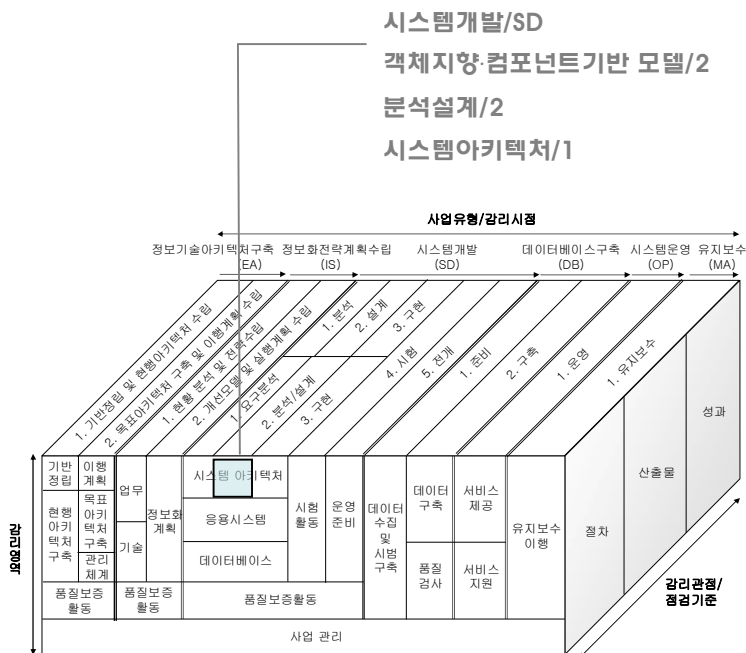 시스템개발/SD
객체지향·컴포넌트기반 모델/2
분석설계/2
시스템아키텍처/1
사업유형/감리시점
정보기술아키텍처구축
(EA)
정보화전략계획수립
(IS)
시스템개발
(SD)
데이터베이스구축
(DB)
시스템운영
(OP)
유지보수
(MA)
1. 기반정립 및 현행아키텍처 수립
2. 목표아키텍처 구축 및 이행계획 수립
1. 현황 분석 및 전략수립
2. 개선모델 및 실행계획 수립
1. 분석
2. 설계
3. 구현
1. 요구분석
2. 분석/설계
3. 구현
4. 시험
5. 전개
1. 준비
2. 구축
1. 운영
1. 유지보수
감리영역
기반
정립
이행
계획
현행
아키
텍처
구축
목표
아키
텍처
구축
관리
체계
품질보증
활동
업무
기술
정보화
계획
품질보증
활동
시스템 아키텍처
응용시스템
데이터베이스
시험
활동
운영
준비
품질보증활동
데이터
수집
및
시범
구축
데이터
구축
품질
검사
서비스
제공
서비스
지원
유지보수
이행
사업 관리
절차
산출물
성과
감리관점/
점검기준